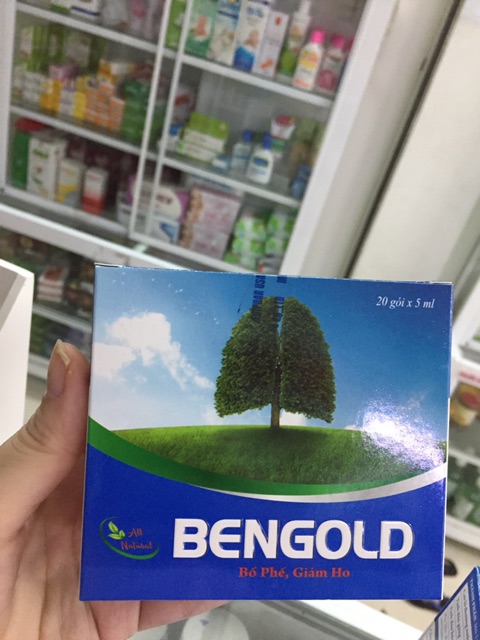 20 gói x 5 ml
All
Natural
BENGOLD
Bổ Phế, Giảm Ho